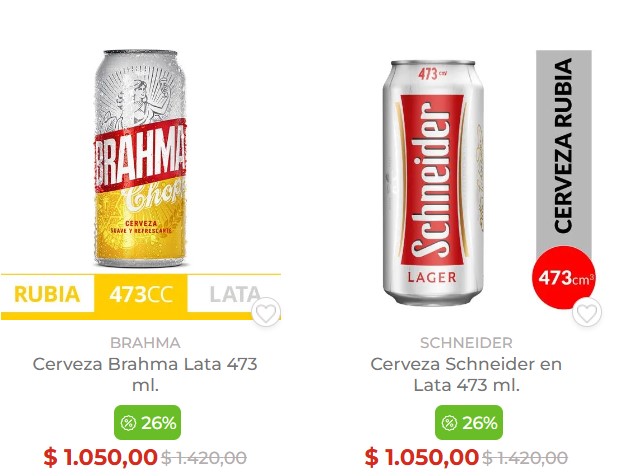 BRAHMA
Chopp
CERVEZA
SUAVE Y REFRESCANTE
RUBIA 473CC LATA
BRAHMA
Cerveza Brahma Lata 473
ml.
26%
$ 1.050,00 $ 1.420,00
473 cm³
Schneider
LAGER
CERVEZA RUBIA
473cm³
SCHNEIDER
Cerveza Schneider en
Lata 473 ml.
26%
$ 1.050,00 $ 1.420,00